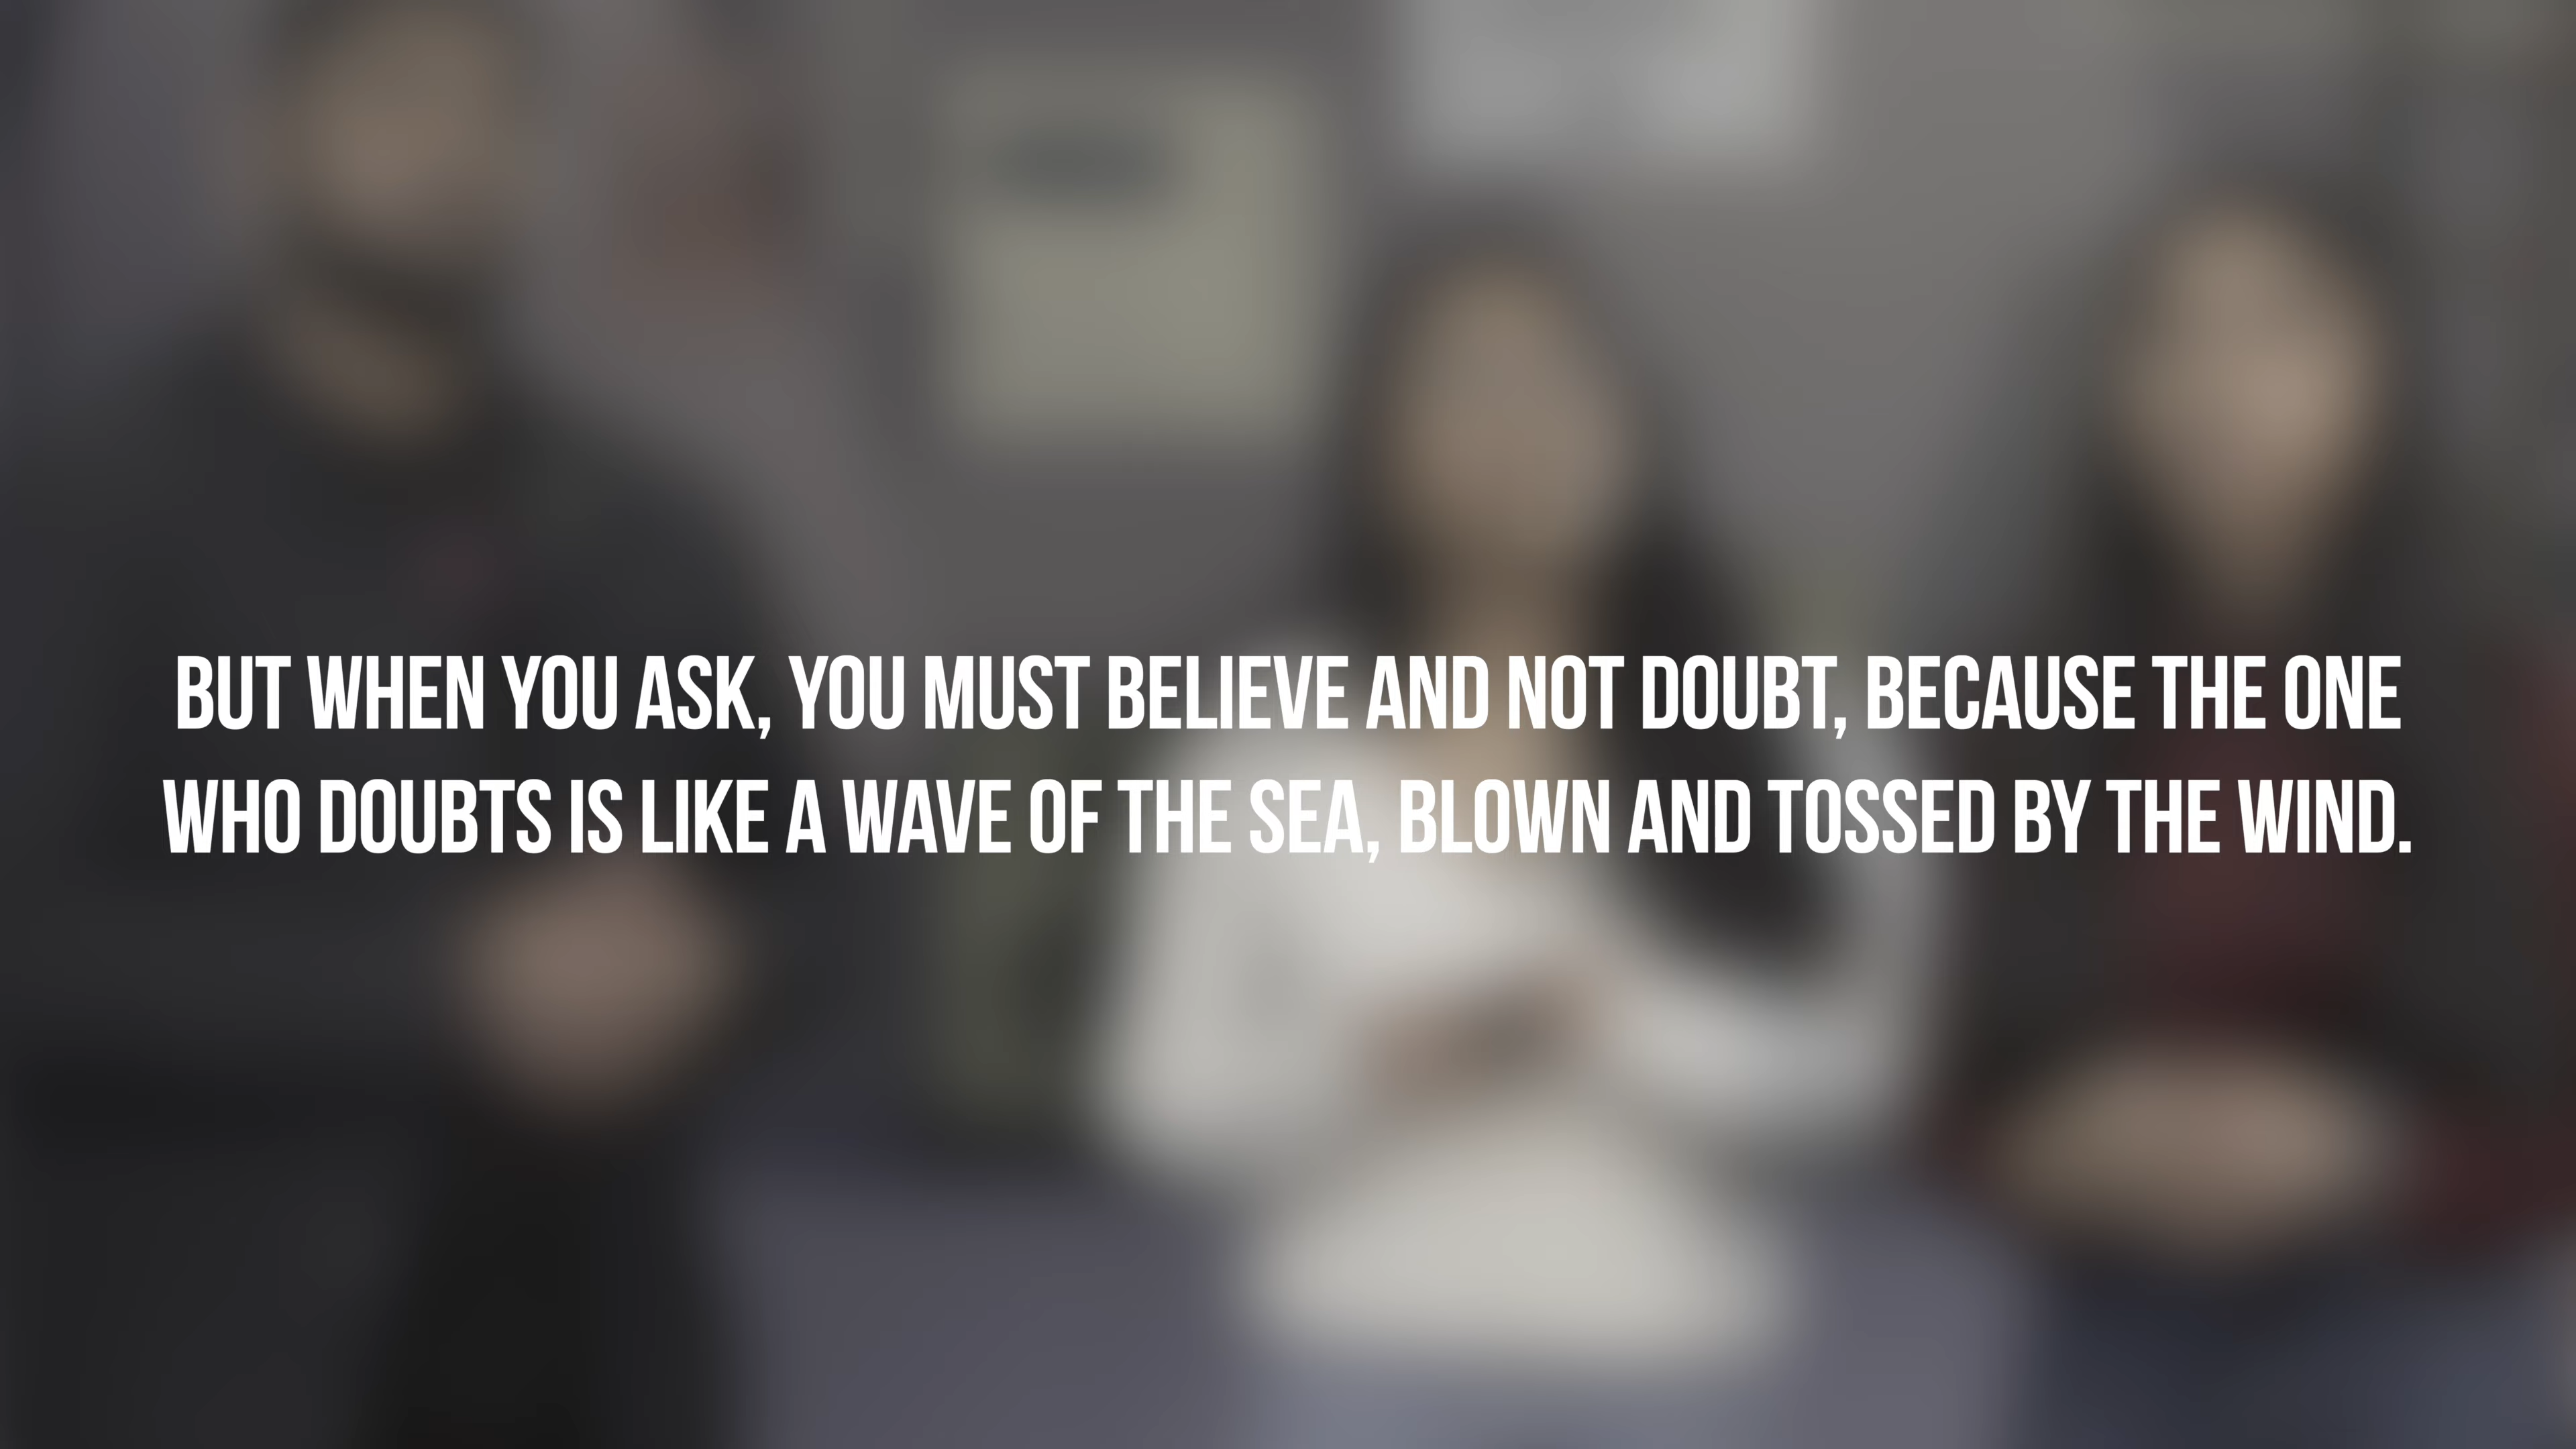 BUT WHEN YOU ASK, YOU MUST BELIEVE AND NOT DOUBT, BECAUSE THE ONE
WHO DOUBTS IS LIKE A WAVE OF THE SEA, BLOWN AND TOSSED BY THE WIND.